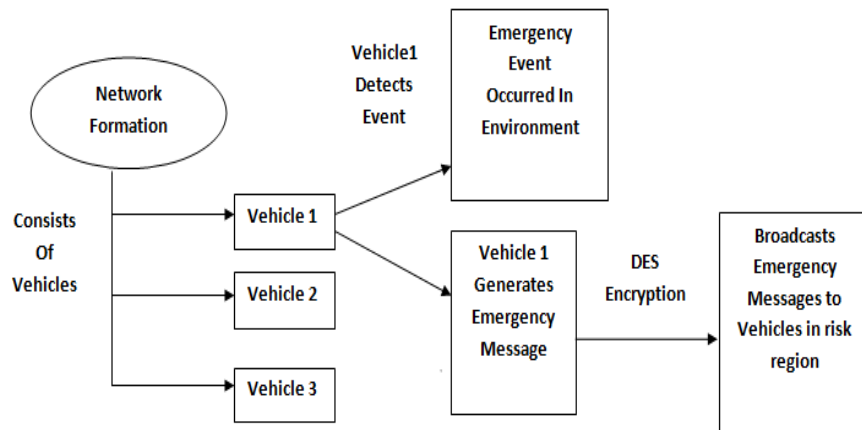 Network
Formation
Consists
Of
Vehicles
Vehicle 1
Vehicle 2
Vehicle 3
Vehicle1
Detects
Event
Emergency
Event
Occurred In
Environment
Vehicle 1
Generates
Emergency
Message
DES
Encryption
Broadcasts
Emergency
Messages to
Vehicles in risk
region